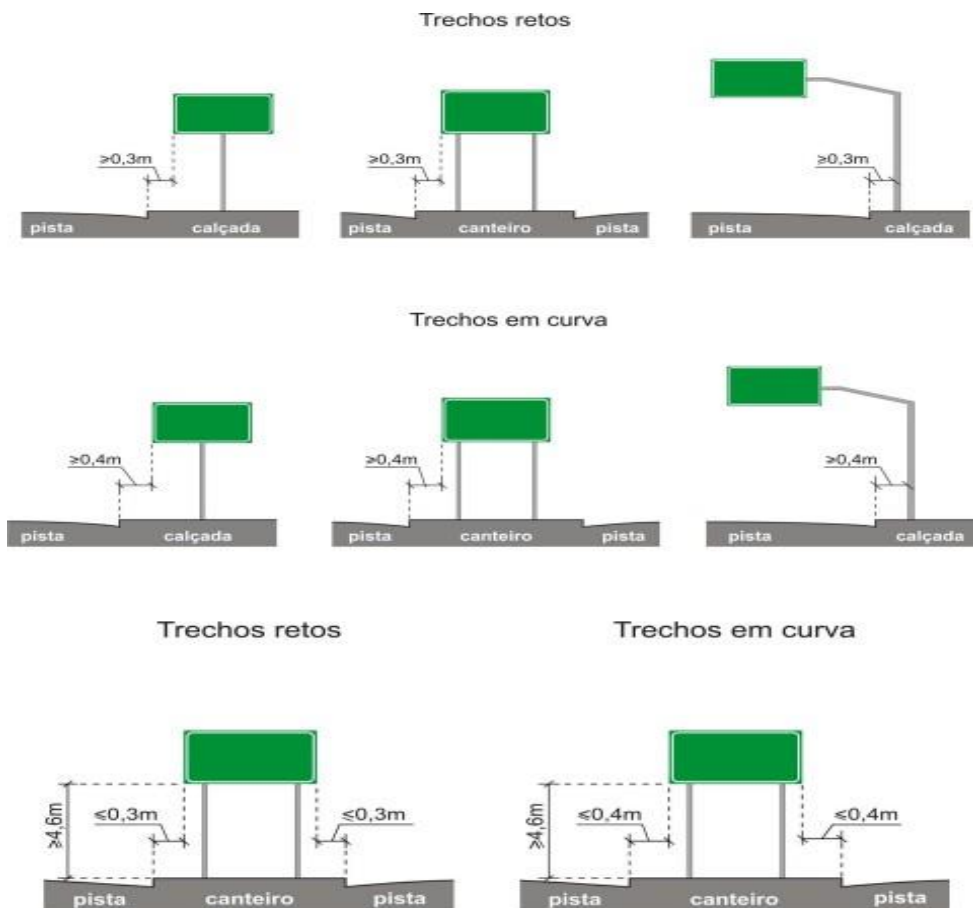 Trechos retos
≥0,3m
≥0,3m
≥0,3m
pista calçada
pista canteiro pista
pista calçada
Trechos em curva
≥0,4m
≥0,4m
≥0,4m
pista calçada
pista canteiro pista
pista calçada
Trechos retos
≥4,6m
≤0,3m
≤0,3m
pista canteiro pista
Trechos em curva
≥4,6m
≤0,4m
≤0,4m
pista canteiro pista